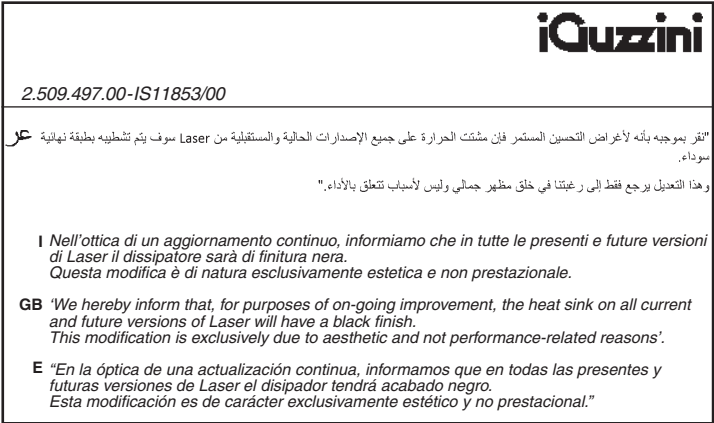 iGuzzini
2.509.497.00-IS11853/00
عر "نقر بموجبه بأنه لأغراض التحسين المستمر فإن مشتت الحرارة على جميع الإصدارات الحالية والمستقبلية من Laser سوف يتم تشطيبه بطبقة نهائية
سوداء.
وهذا التعديل يرجع فقط إلى رغبتنا في خلق مظهر جمالي وليس لأسباب تتعلق بالأداء."
I Nell'ottica di un aggiornamento continuo, informiamo che in tutte le presenti e future versioni
di Laser il dissipatore sarà di finitura nera.
Questa modifica è di natura esclusivamente estetica e non prestazionale.
GB ‘We hereby inform that, for purposes of on-going improvement, the heat sink on all current
and future versions of Laser will have a black finish.
This modification is exclusively due to aesthetic and not performance-related reasons’.
E “En la óptica de una actualización continua, informamos que en todas las presentes y
futuras versiones de Laser el disipador tendrá acabado negro.
Esta modificación es de carácter exclusivamente estético y no prestacional.”